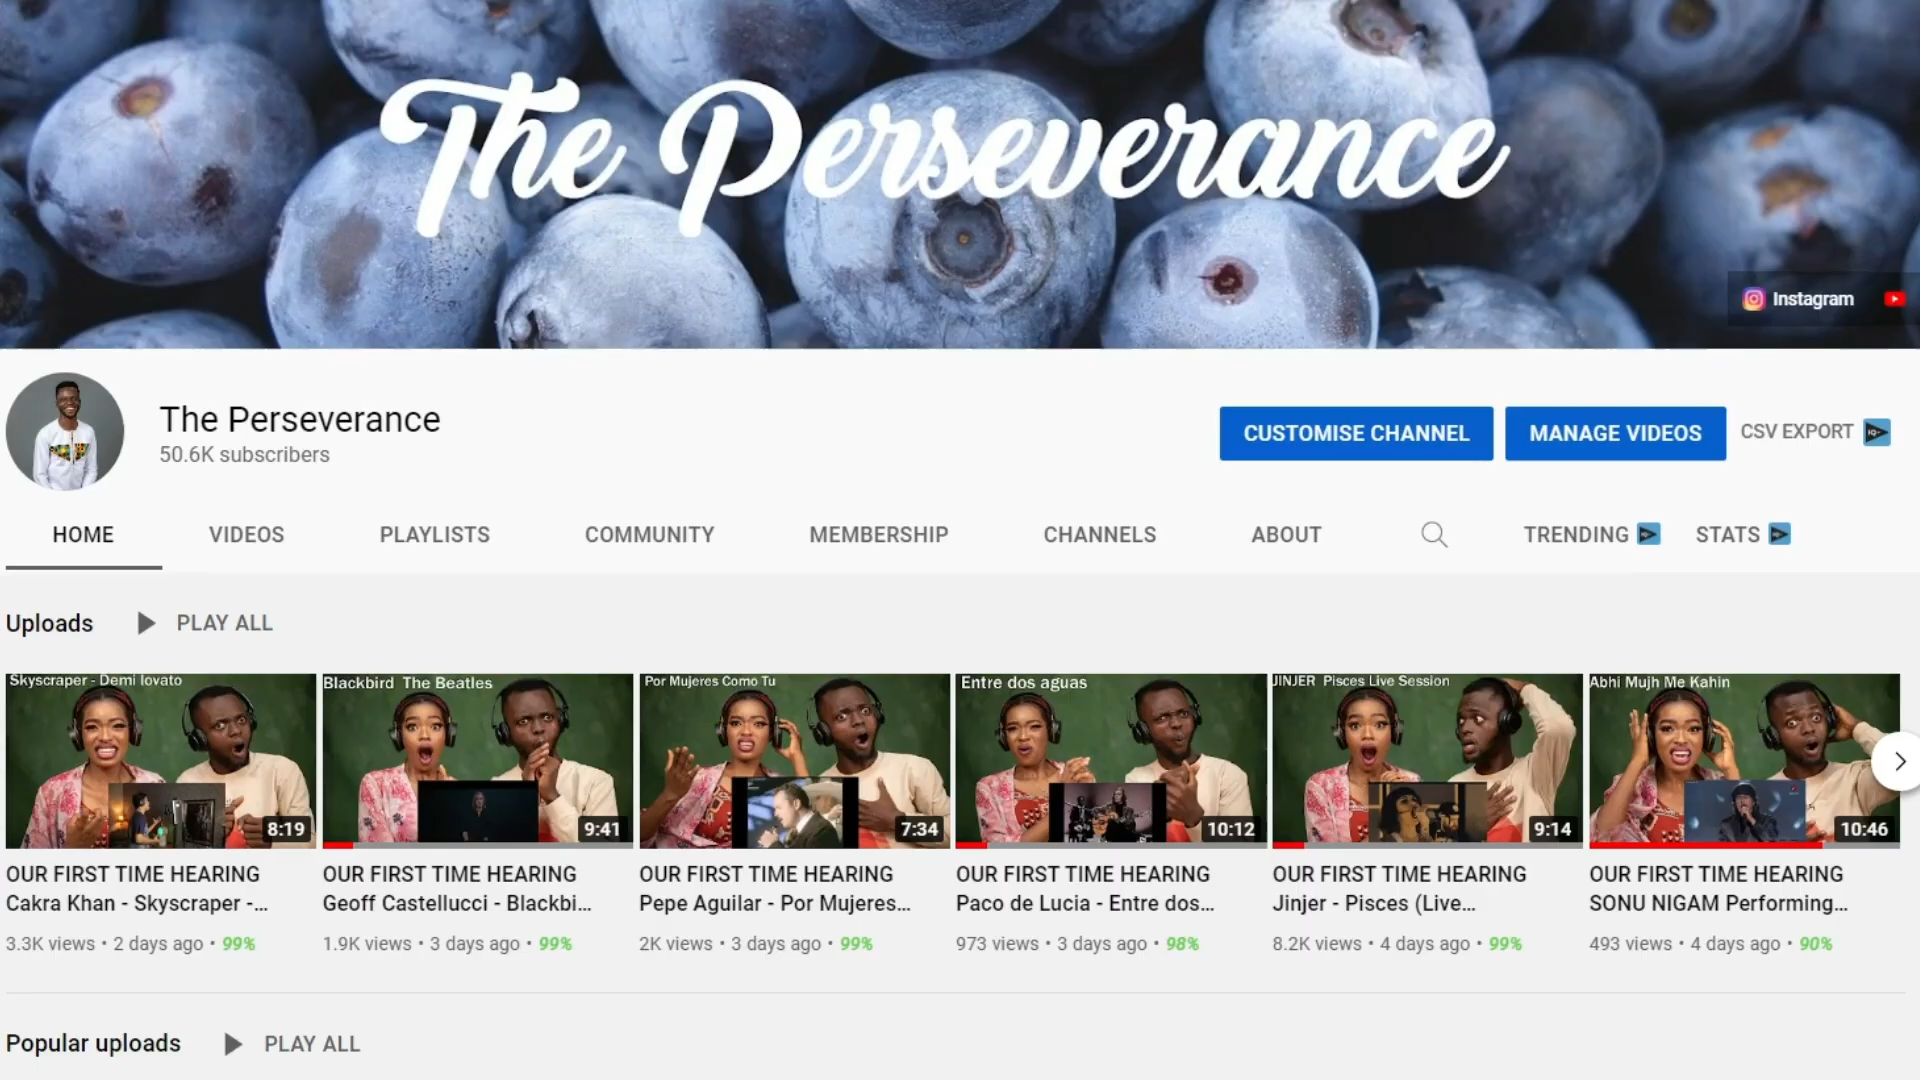 The Perseverance
Instagram
The Perseverance
50.6K subscribers
CUSTOMISE CHANNEL
MANAGE VIDEOS
CSV EXPORT
HOME
VIDEOS
PLAYLISTS
COMMUNITY
MEMBERSHIP
CHANNELS
ABOUT
TRENDING
STATS
Uploads
PLAY ALL
Skyscraper - Demi lovato
8:19
OUR FIRST TIME HEARING
Cakra Khan - Skyscraper -...
3.3K views • 2 days ago • 99%
Blackbird The Beatles
9:41
OUR FIRST TIME HEARING
Geoff Castellucci - Blackbi...
1.9K views • 3 days ago • 99%
Por Mujeres Como Tu
7:34
OUR FIRST TIME HEARING
Pepe Aguilar - Por Mujeres...
2K views • 3 days ago • 99%
Entre dos aguas
10:12
OUR FIRST TIME HEARING
Paco de Lucia - Entre dos...
973 views • 3 days ago • 98%
JINJER Pisces Live Session
9:14
OUR FIRST TIME HEARING
Jinjer - Pisces (Live...
8.2K views • 4 days ago • 99%
Abhi Mujh Me Kahin
10:46
OUR FIRST TIME HEARING
SONU NIGAM Performing...
493 views • 4 days ago • 90%
Popular uploads
PLAY ALL